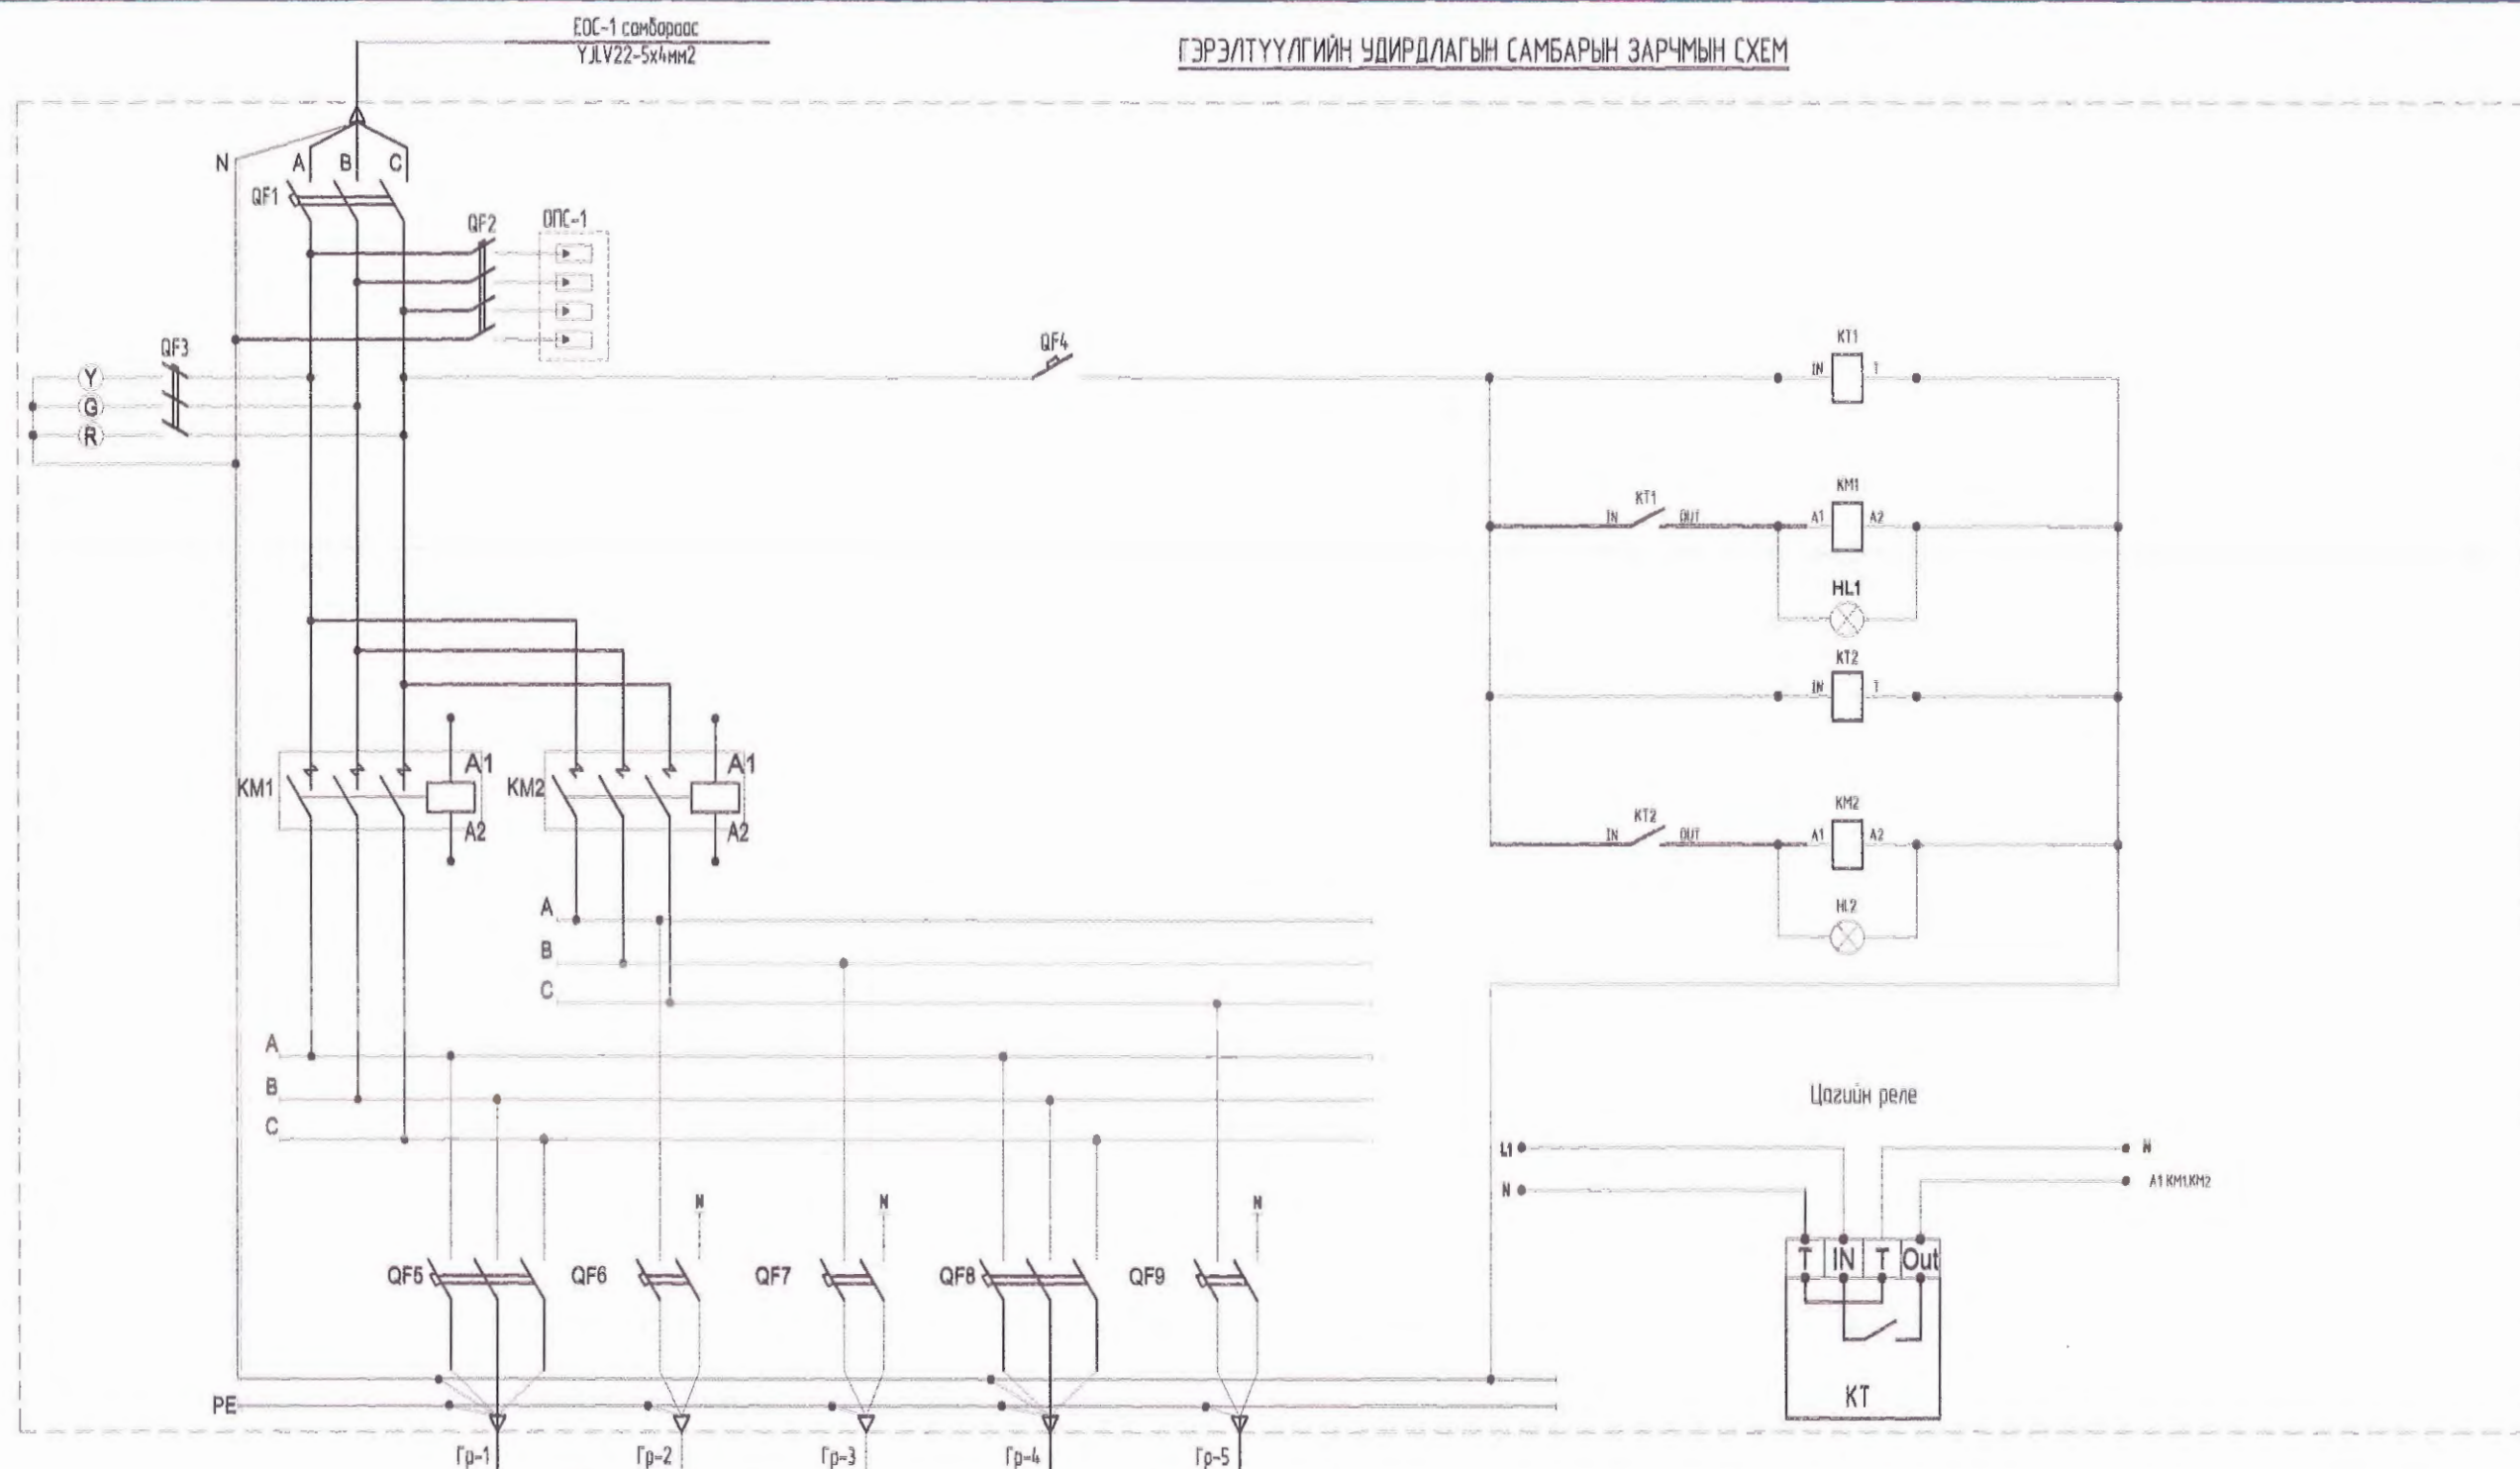 ЕОС-1 самбараас
YJLV22-5x4мм2
ГЭРЭЛТҮҮЛГИЙН УДИРДЛАГЫН САМБАРЫН ЗАРЧМЫН СХЕМ
N A B C
QF1
QF2
ОПС-1
QF3
Y
G
R
QF4
KT1
IN T
KT1
IN OUT
KM1
A1 A2
HL1
KT2
IN T
KT2
IN OUT
KM2
A1 A2
HL2
KM1
A1
A2
KM2
A1
A2
A
B
C
A
B
C
Цагийн реле
L1
N
N
A1 KM1,KM2
T IN T Out
KT
N
N
N
QF5
QF6
QF7
QF8
QF9
PE
Гр-1
Гр-2
Гр-3
Гр-4
Гр-5